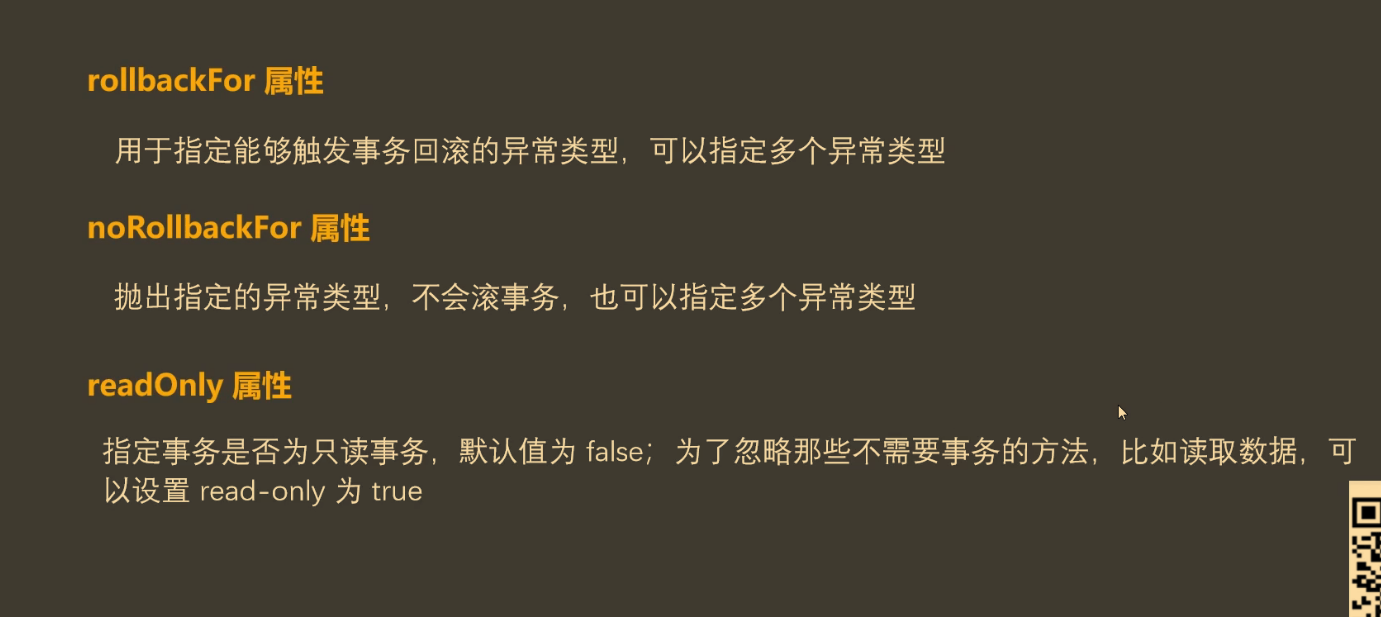 rollbackFor 属性
用于指定能够触发事务回滚的异常类型，可以指定多个异常类型
noRollbackFor 属性
抛出指定的异常类型，不会滚事务，也可以指定多个异常类型
readOnly 属性
指定事务是否为只读事务，默认值为 false；为了忽略那些不需要事务的方法，比如读取数据，可
以设置 read-only 为 true